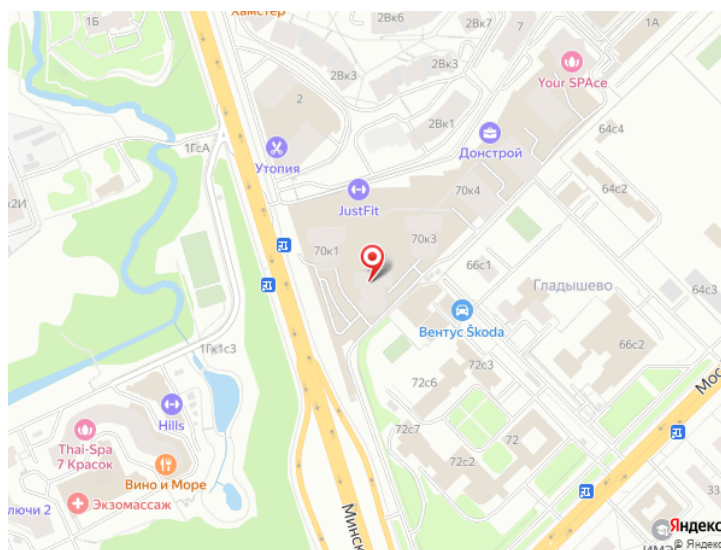 Хамстер
1Б
2Вк6
7
1А
2Вк7
2Вк3
Your SPAce
2
2Вк1
64с4
1ГсА
Утопия
Донстрой
70к4
64с2
JustFit
70к1
70к3
66с1
Гладышево
64с3
Вентус Škoda
1Гк1с3
66с2
72с3
72с6
Hills
Thai-Spa
7 Красок
72с7
72
72с2
Вино и Море
ключи 2
Экзомассаж
33
Яндекс
© Яндекс